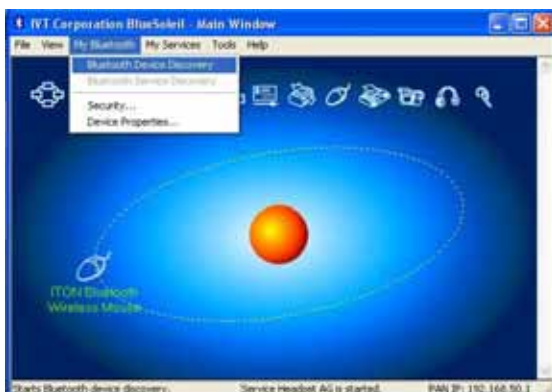 IVT Corporation BlueSoleil - Main Window
File View My Bluetooth My Services Tools Help
Bluetooth Device Discovery
Bluetooth Service Discovery
Security...
Device Properties...
ITON Bluetooth
Wireless Mouse
Starts Bluetooth device discovery. Service Headset AG is started. PAN IP: 192.168.50.1